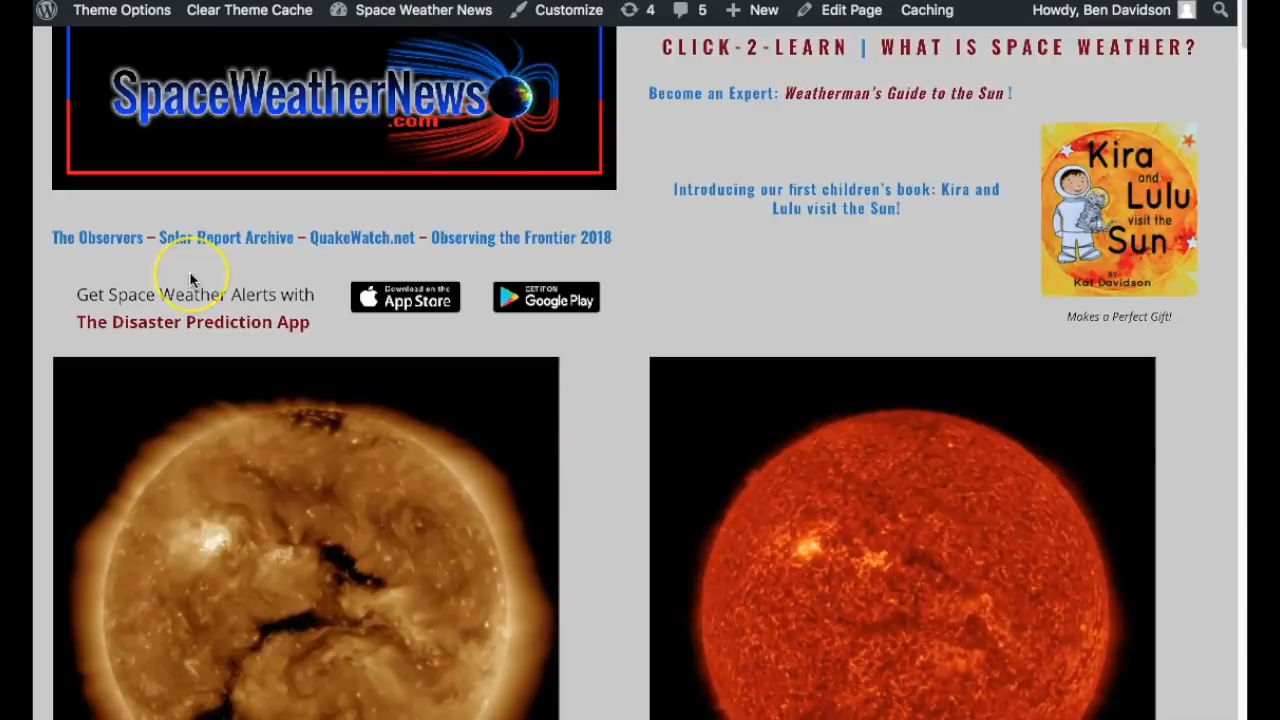 Theme Options Clear Theme Cache Space Weather News Customize 4 5 New Edit Page Caching Howdy, Ben Davidson
SpaceWeatherNews
.com
CLICK-2-LEARN | WHAT IS SPACE WEATHER?
Become an Expert: Weatherman's Guide to the Sun !
Introducing our first children's book: Kira and
Lulu visit the Sun!
Kira
and
Lulu
visit the
Sun
BY
Kat Davidson
Makes a Perfect Gift!
The Observers – Solar Report Archive – QuakeWatch.net – Observing the Frontier 2018
Get Space Weather Alerts with
The Disaster Prediction App
Download on the
App Store
GET IT ON
Google Play